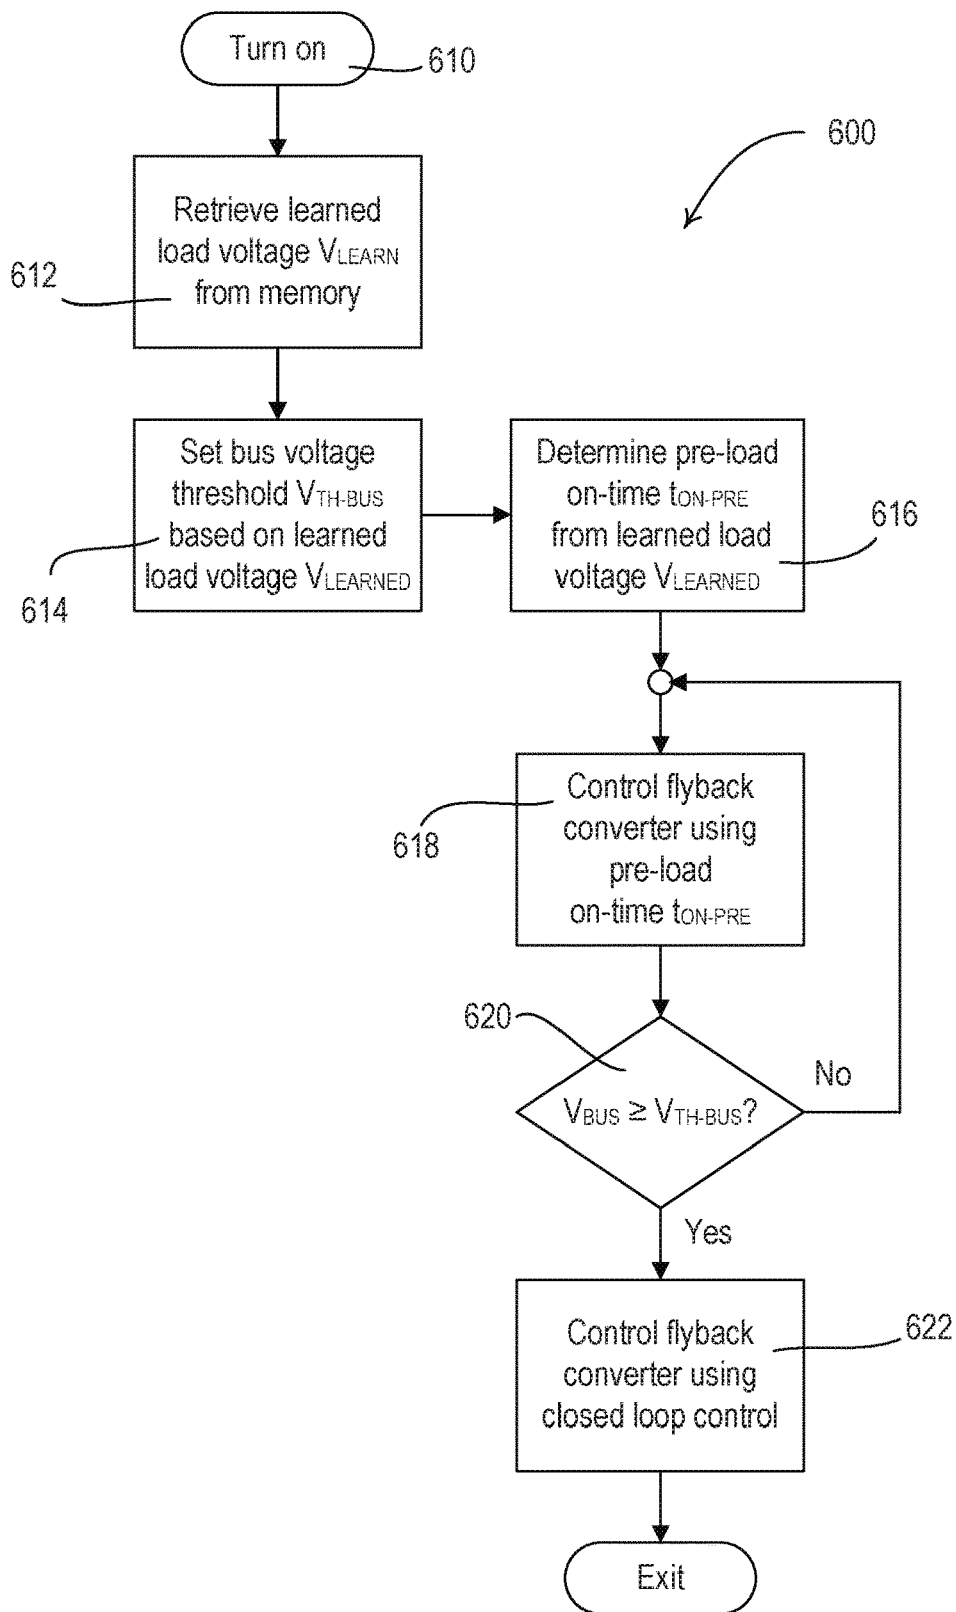 Turn on
610
600
Retrieve learned
load voltage VLEARN
from memory
612
Set bus voltage
threshold VTH-BUS
based on learned
load voltage VLEARNED
614
Determine pre-load
on-time tON-PRE
from learned load
voltage VLEARNED
616
Control flyback
converter using
pre-load
on-time tON-PRE
618
620
VBUS ≥ VTH-BUS?
No
Yes
Control flyback
converter using
closed loop control
622
Exit